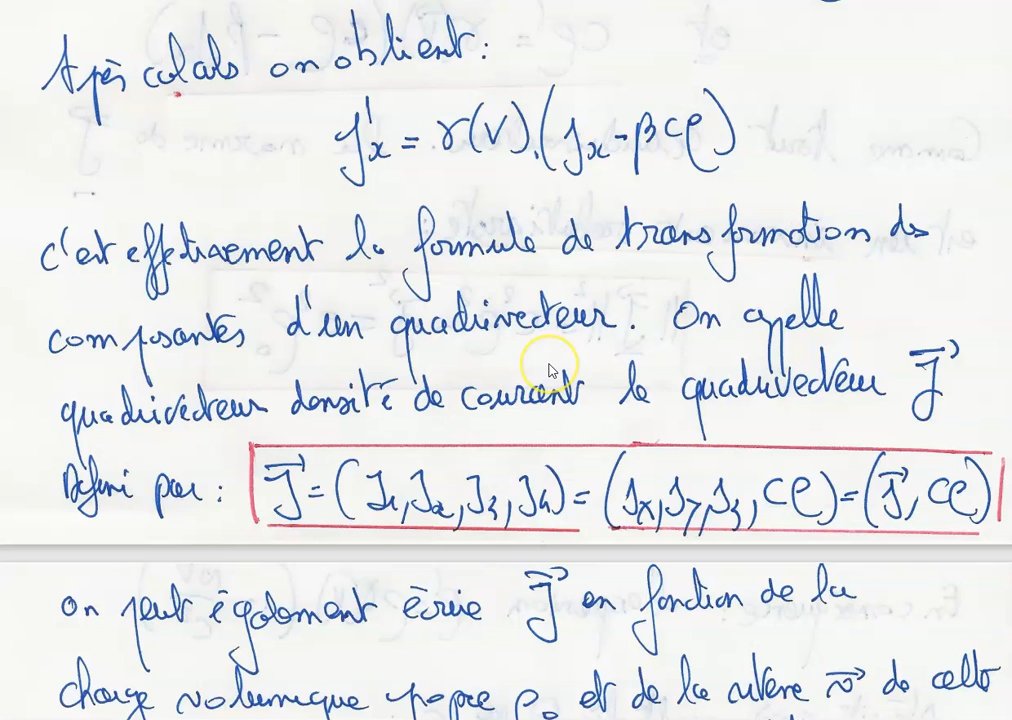 Après calculs on obtient :
J'x = γ(V).(Jx - βcρ)
c'est effectivement la formule de transformation des
composantes d'un quadrivecteur. On appelle
quadrivecteur densité de courant le quadrivecteur J⃗
Défini par : J⃗ = (J1, J2, J3, J4) = (Jx, Jy, Jz, cρ) = (J⃗, cρ)
on peut également écrire J⃗ en fonction de la
charge volumique propre ρ0 et de la vitesse v⃗ de cette